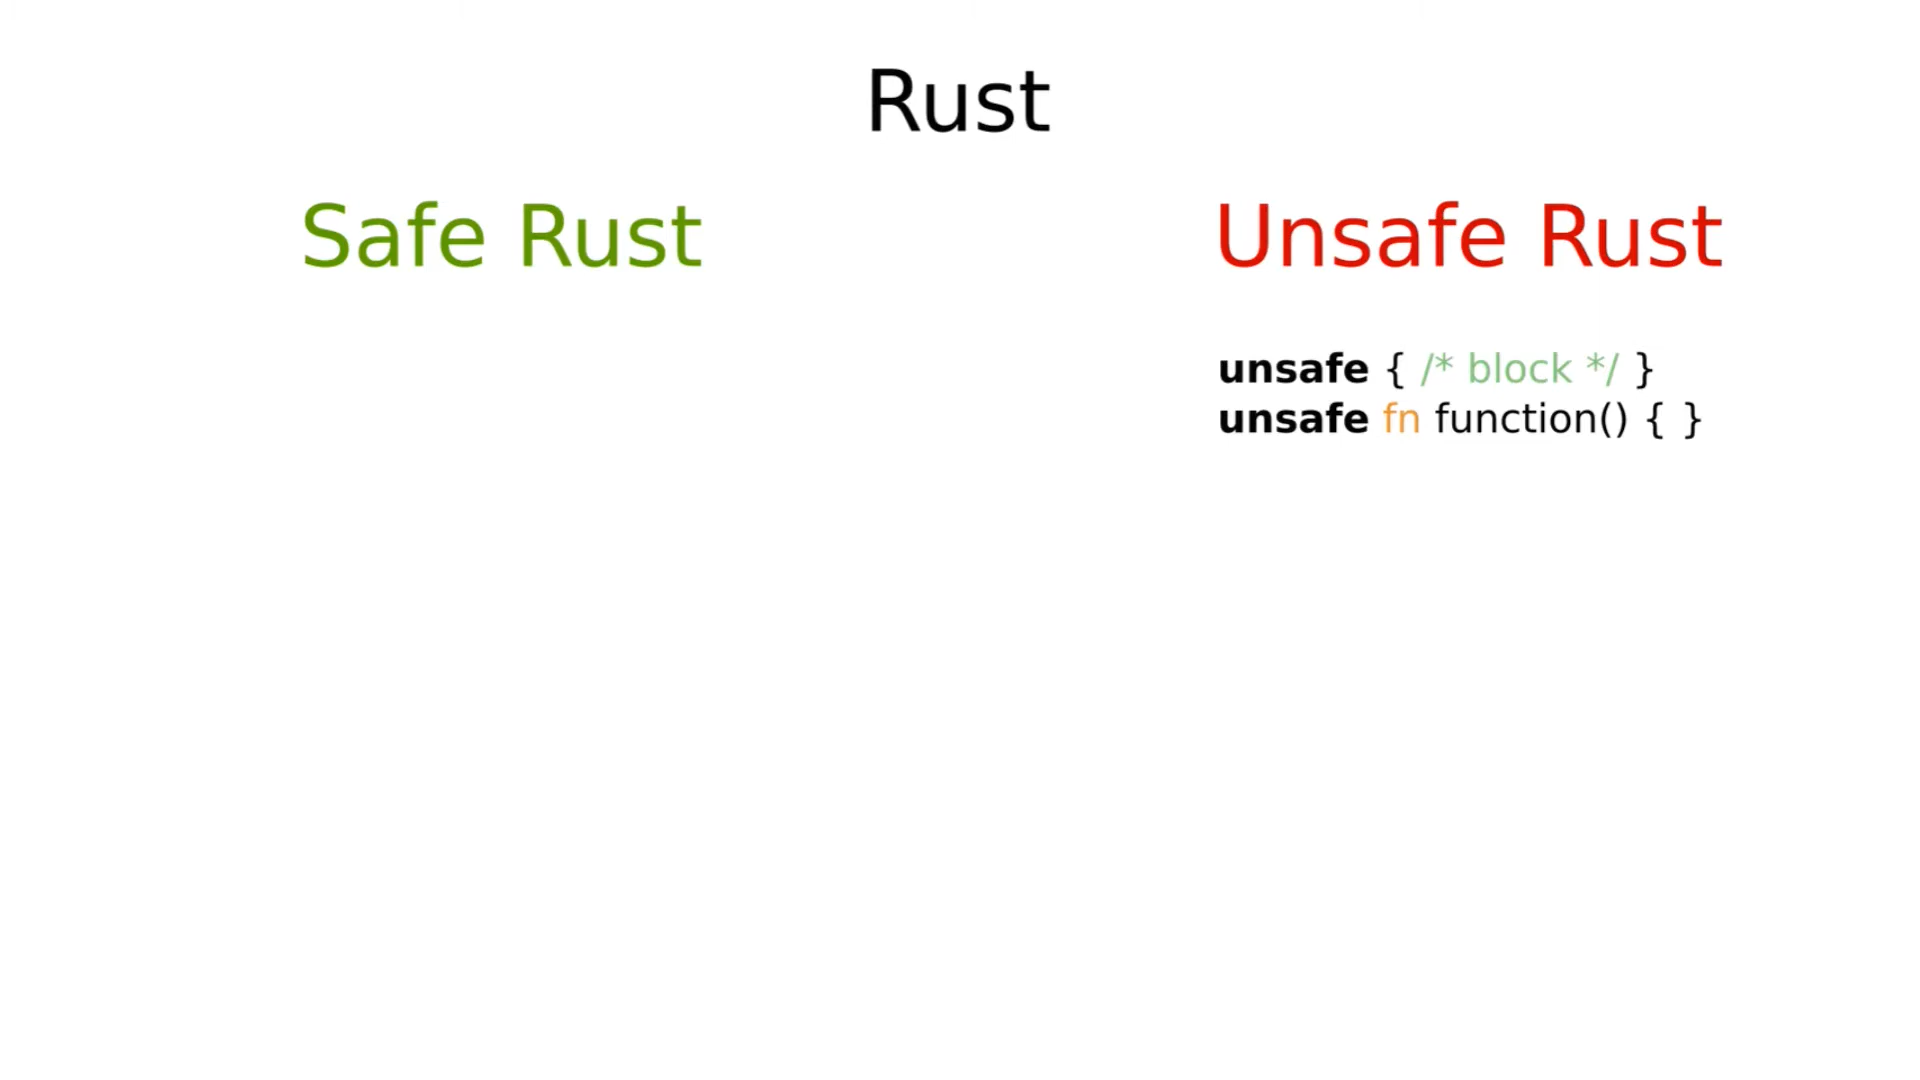 Rust
Safe Rust
Unsafe Rust
unsafe { /* block */ }
unsafe fn function() { }